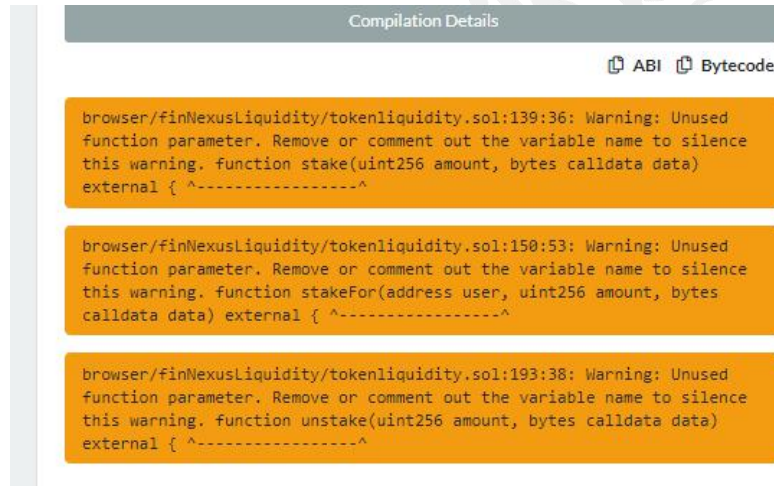 Compilation Details
ABI Bytecode
browser/finNexusLiquidity/tokenliquidity.sol:139:36: Warning: Unused
function parameter. Remove or comment out the variable name to silence
this warning. function stake(uint256 amount, bytes calldata data)
external { ^-----------------^
browser/finNexusLiquidity/tokenliquidity.sol:150:53: Warning: Unused
function parameter. Remove or comment out the variable name to silence
this warning. function stakeFor(address user, uint256 amount, bytes
calldata data) external { ^-----------------^
browser/finNexusLiquidity/tokenliquidity.sol:193:38: Warning: Unused
function parameter. Remove or comment out the variable name to silence
this warning. function unstake(uint256 amount, bytes calldata data)
external { ^-----------------^